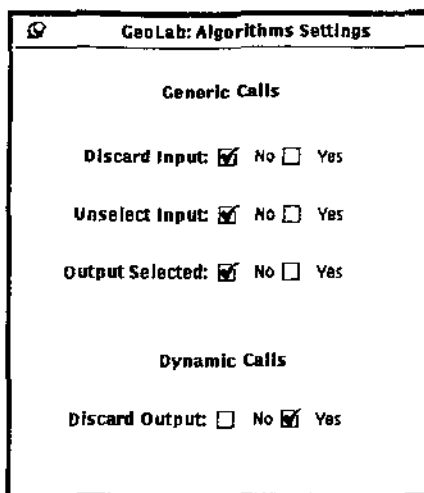 GeoLab: Algorithms Settings
Generic Calls
Discard Input: No Yes
Unselect Input: No Yes
Output Selected: No Yes
Dynamic Calls
Discard Output: No Yes